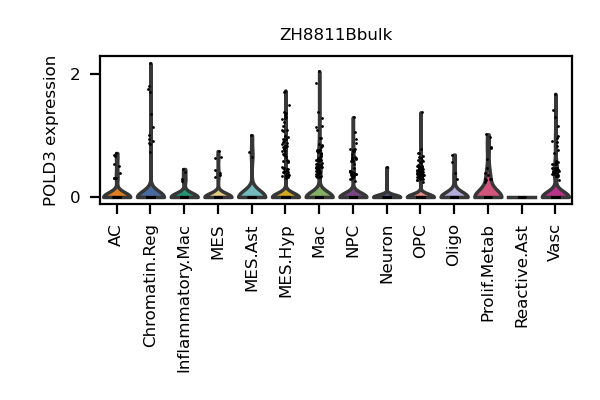 ZH8811Bbulk
POLD3 expression
2
0
AC
Chromatin.Reg
Inflammatory.Mac
MES
MES.Ast
MES.Hyp
Mac
NPC
Neuron
OPC
Oligo
Prolif.Metab
Reactive.Ast
Vasc